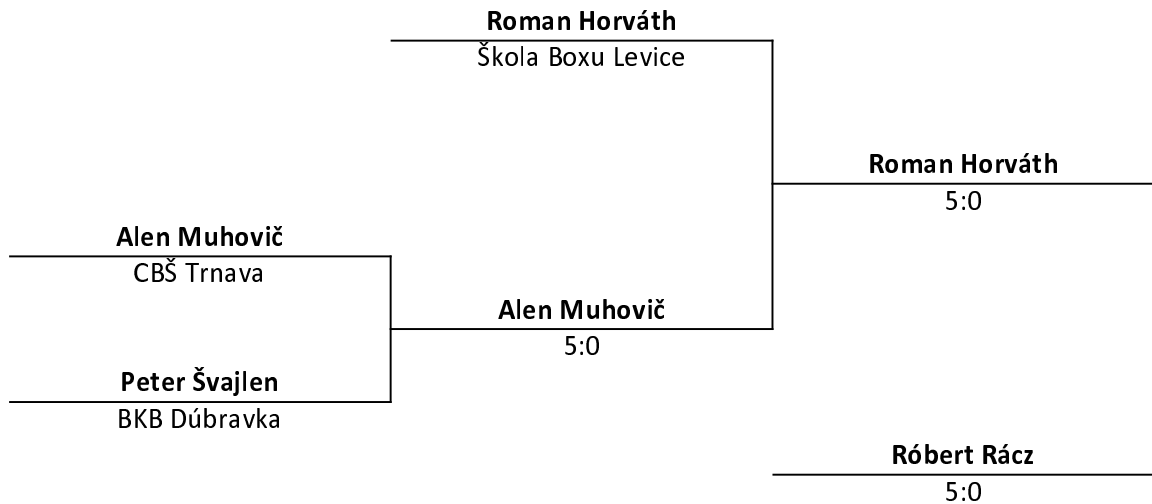 Roman Horváth
Škola Boxu Levice
Roman Horváth
5:0
Alen Muhovič
CBŠ Trnava
Alen Muhovič
5:0
Peter Švajlen
BKB Dúbravka
Róbert Rácz
5:0